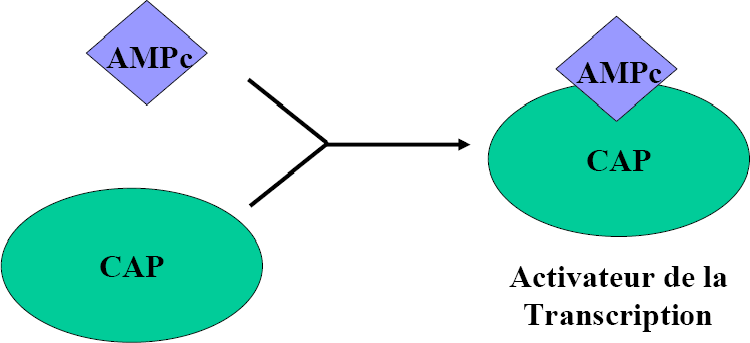 AMPc
CAP
AMPc
CAP
Activateur de la
Transcription